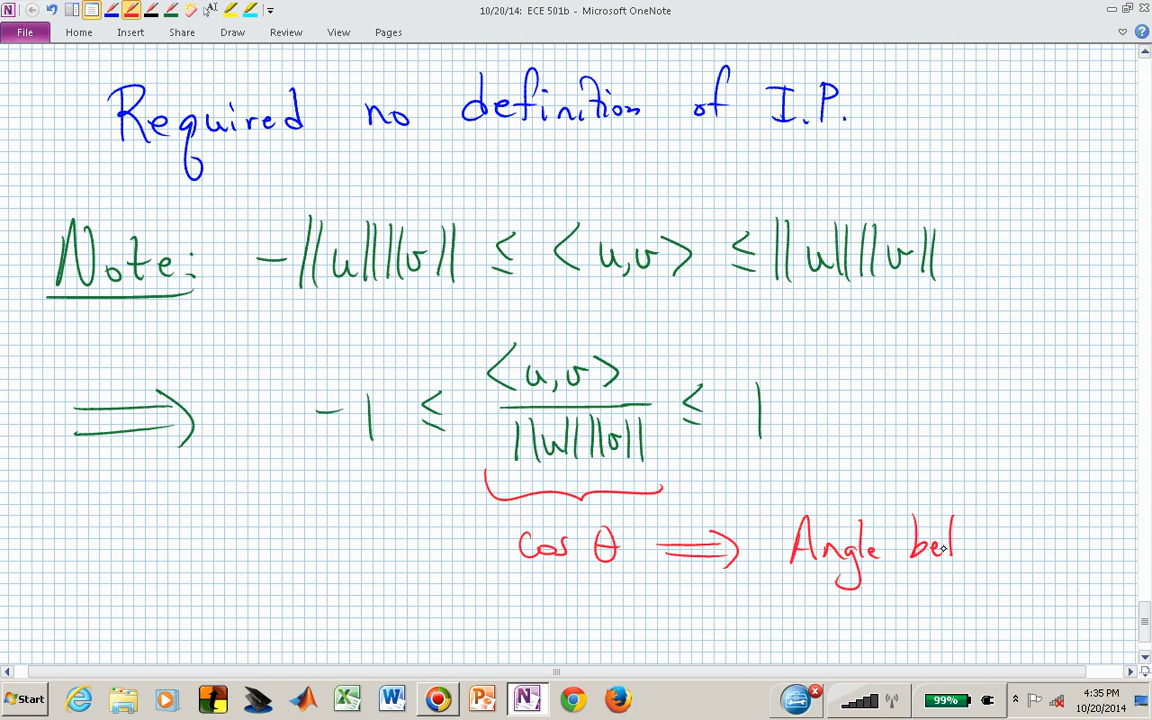 10/20/14: ECE 501b - Microsoft OneNote
File Home Insert Share Draw Review View Pages
Required no definition of I.P.
Note: -||u||||v|| ≤ <u,v> ≤ ||u||||v||
⟹ -1 ≤ <u,v> / ||u||||v|| ≤ 1
cos θ ⟹ Angle bet
Start
99%
4:35 PM
10/20/2014